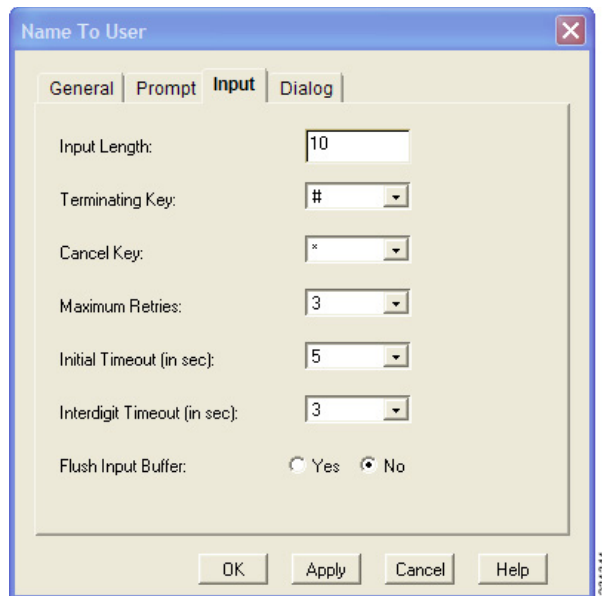 Name To User
General Prompt Input Dialog
Input Length: 10
Terminating Key: #
Cancel Key: *
Maximum Retries: 3
Initial Timeout (in sec): 5
Interdigit Timeout (in sec): 3
Flush Input Buffer: Yes No
OK Apply Cancel Help